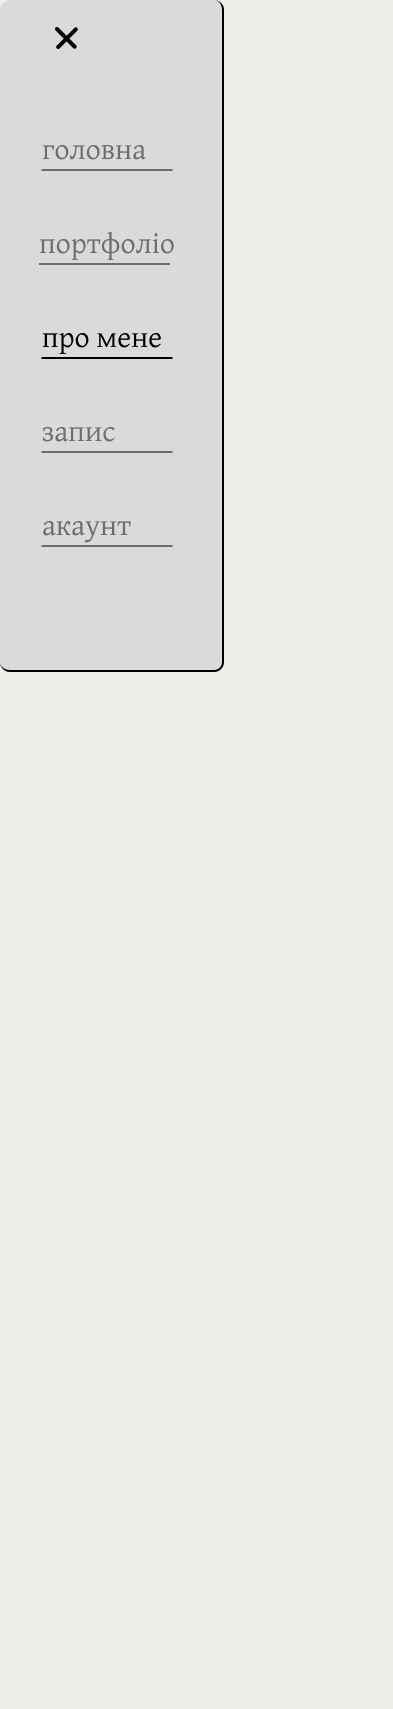 головна
портфоліо
про мене
запис
акаунт